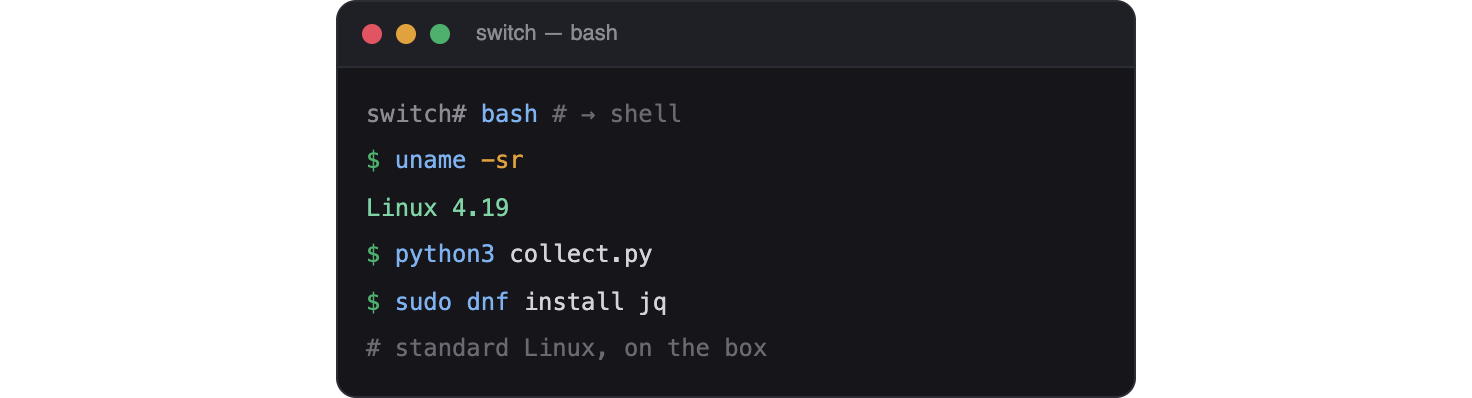 switch — bash
switch# bash # → shell
$ uname -sr
Linux 4.19
$ python3 collect.py
$ sudo dnf install jq
# standard Linux, on the box